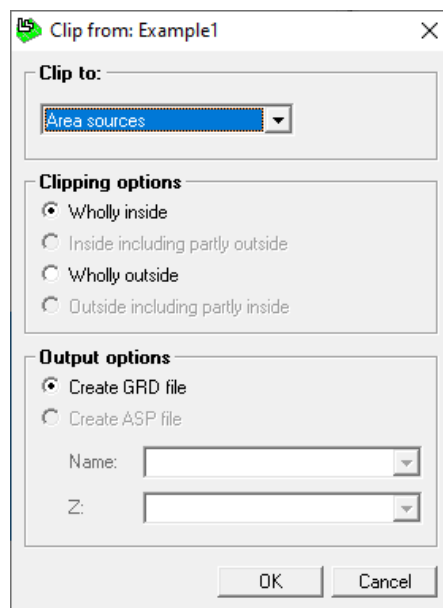 Clip from: Example1
Clip to:
Area sources
Clipping options
Wholly inside
Inside including partly outside
Wholly outside
Outside including partly inside
Output options
Create GRD file
Create ASP file
Name:
Z:
OK Cancel